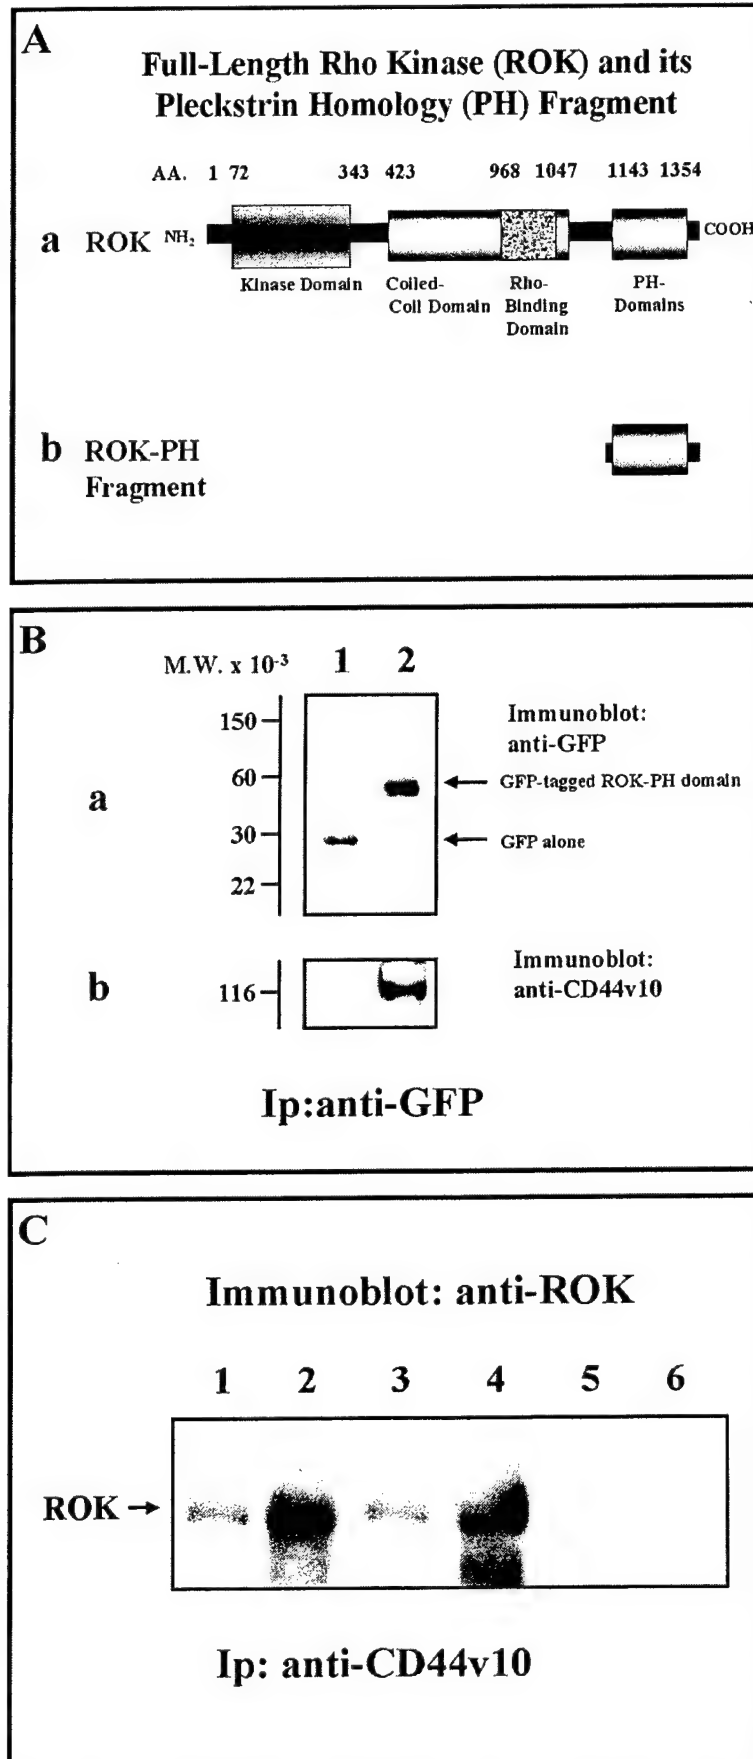 A
Full-Length Rho Kinase (ROK) and its
Pleckstrin Homology (PH) Fragment
AA. 1 72 343 423 968 1047 1143 1354
a ROK NH2 COOH
Kinase Domain
Coiled-
Coil Domain
Rho-
Binding
Domain
PH-
Domains
b ROK-PH
Fragment
B
M.W. x 10-3 1 2
150
60
30
22
a
Immunoblot:
anti-GFP
GFP-tagged ROK-PH domain
GFP alone
b
116
Immunoblot:
anti-CD44v10
Ip:anti-GFP
C
Immunoblot: anti-ROK
1 2 3 4 5 6
ROK
Ip: anti-CD44v10